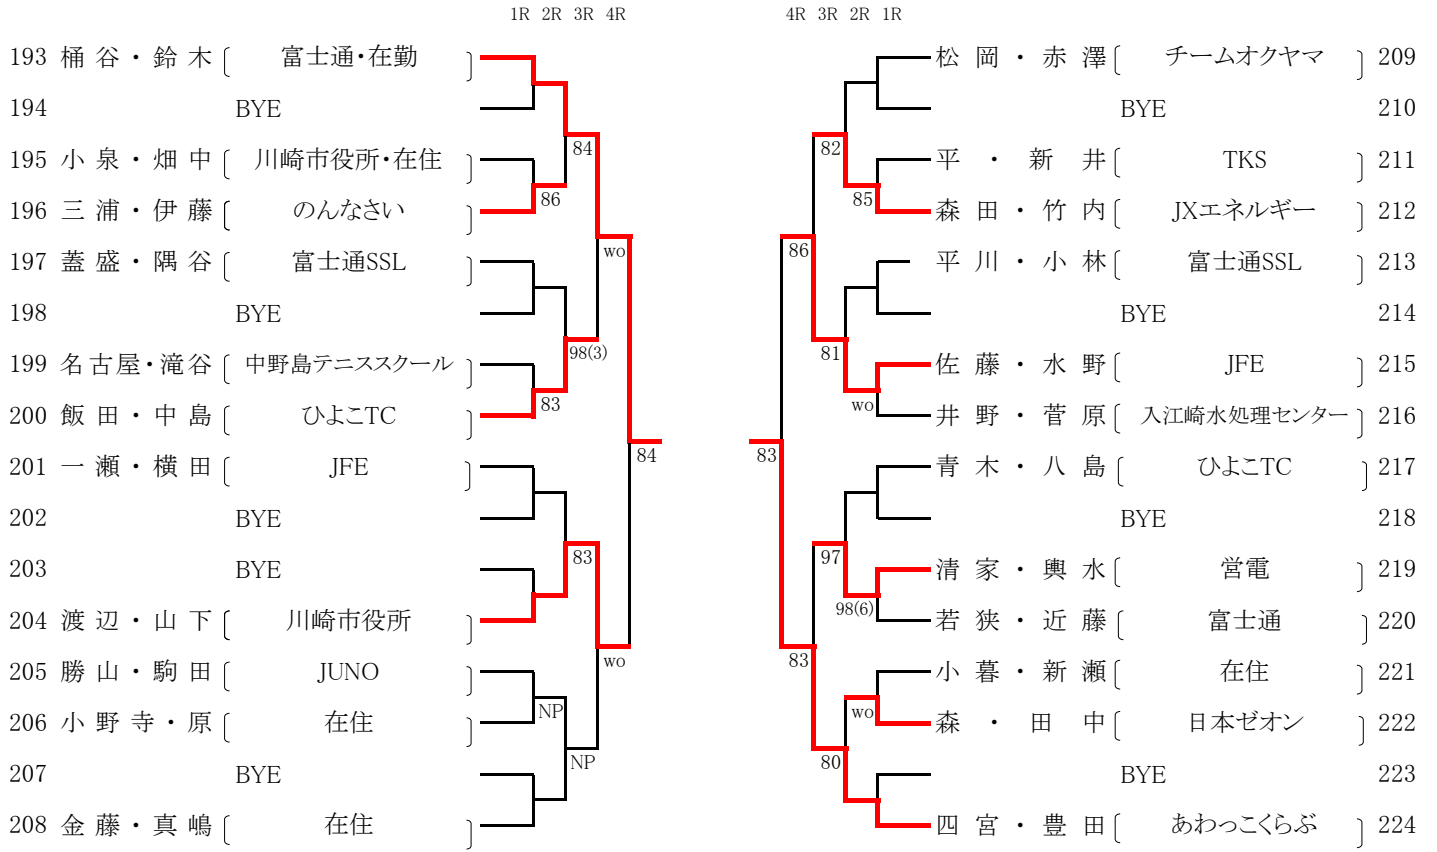 1R 2R 3R 4R 4R 3R 2R 1R
193 桶谷・鈴木 〔 富士通・在勤 〕 松岡・赤澤 〔 チームオクヤマ 〕 209
194 BYE BYE 210
84 82
195 小泉・畑中 〔 川崎市役所・在住 〕 平・新井 〔 TKS 〕 211
86 85
196 三浦・伊藤 〔 のんなさい 〕 森田・竹内 〔 JXエネルギー 〕 212
wo 86
197 蓋盛・隅谷 〔 富士通SSL 〕 平川・小林 〔 富士通SSL 〕 213
198 BYE BYE 214
98(3) 81
199 名古屋・滝谷 〔 中野島テニススクール 〕 佐藤・水野 〔 JFE 〕 215
83 wo
200 飯田・中島 〔 ひよこTC 〕 井野・菅原 〔 入江崎水処理センター 〕 216
84 83
201 一瀬・横田 〔 JFE 〕 青木・八島 〔 ひよこTC 〕 217
202 BYE BYE 218
83 97
203 BYE 清家・輿水 〔 営電 〕 219
98(6)
204 渡辺・山下 〔 川崎市役所 〕 若狭・近藤 〔 富士通 〕 220
wo 83
205 勝山・駒田 〔 JUNO 〕 小暮・新瀬 〔 在住 〕 221
NP wo
206 小野寺・原 〔 在住 〕 森・田中 〔 日本ゼオン 〕 222
NP 80
207 BYE BYE 223
208 金藤・真嶋 〔 在住 〕 四宮・豊田 〔 あわっこくらぶ 〕 224